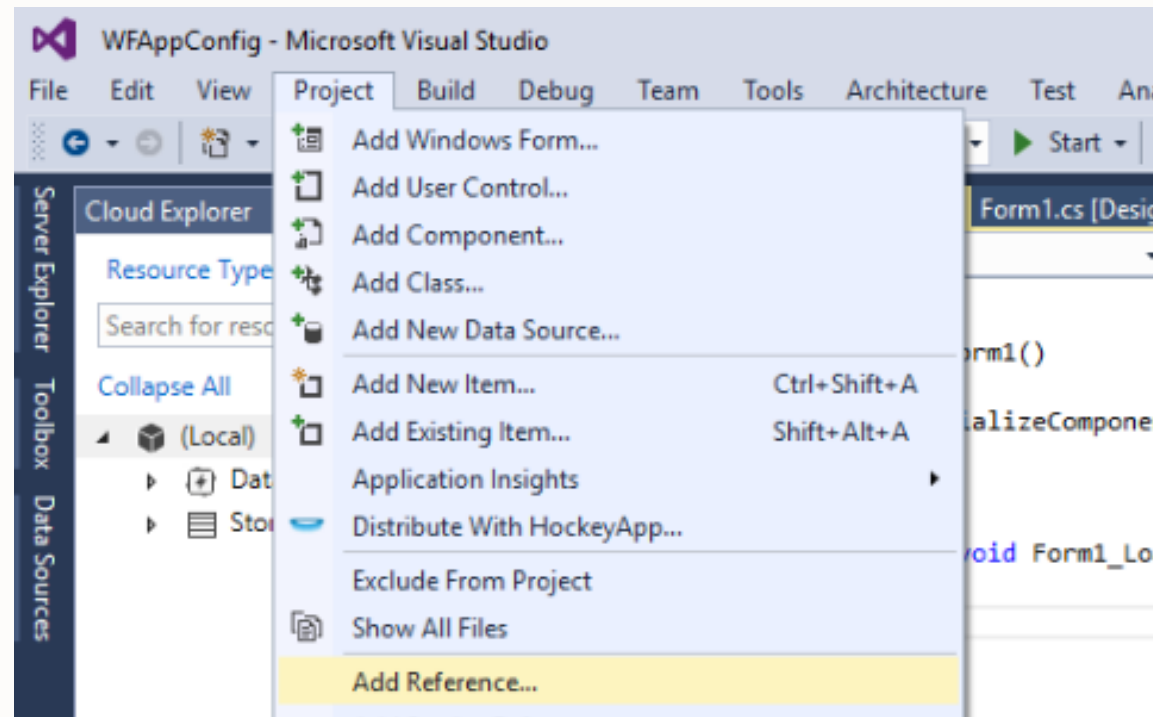 WFAppConfig - Microsoft Visual Studio
File Edit View Project Build Debug Team Tools Architecture Test
Start
Server Explorer
Toolbox
Data Sources
Cloud Explorer
Resource Type
Search for
Collapse All
(Local)
Add Windows Form...
Add User Control...
Add Component...
Add Class...
Add New Data Source...
Add New Item... Ctrl+Shift+A
Add Existing Item... Shift+Alt+A
Application Insights
Distribute With HockeyApp...
Exclude From Project
Show All Files
Add Reference...
Form1.cs [Desig
orm1()
ializeCompone
void Form1_Lo